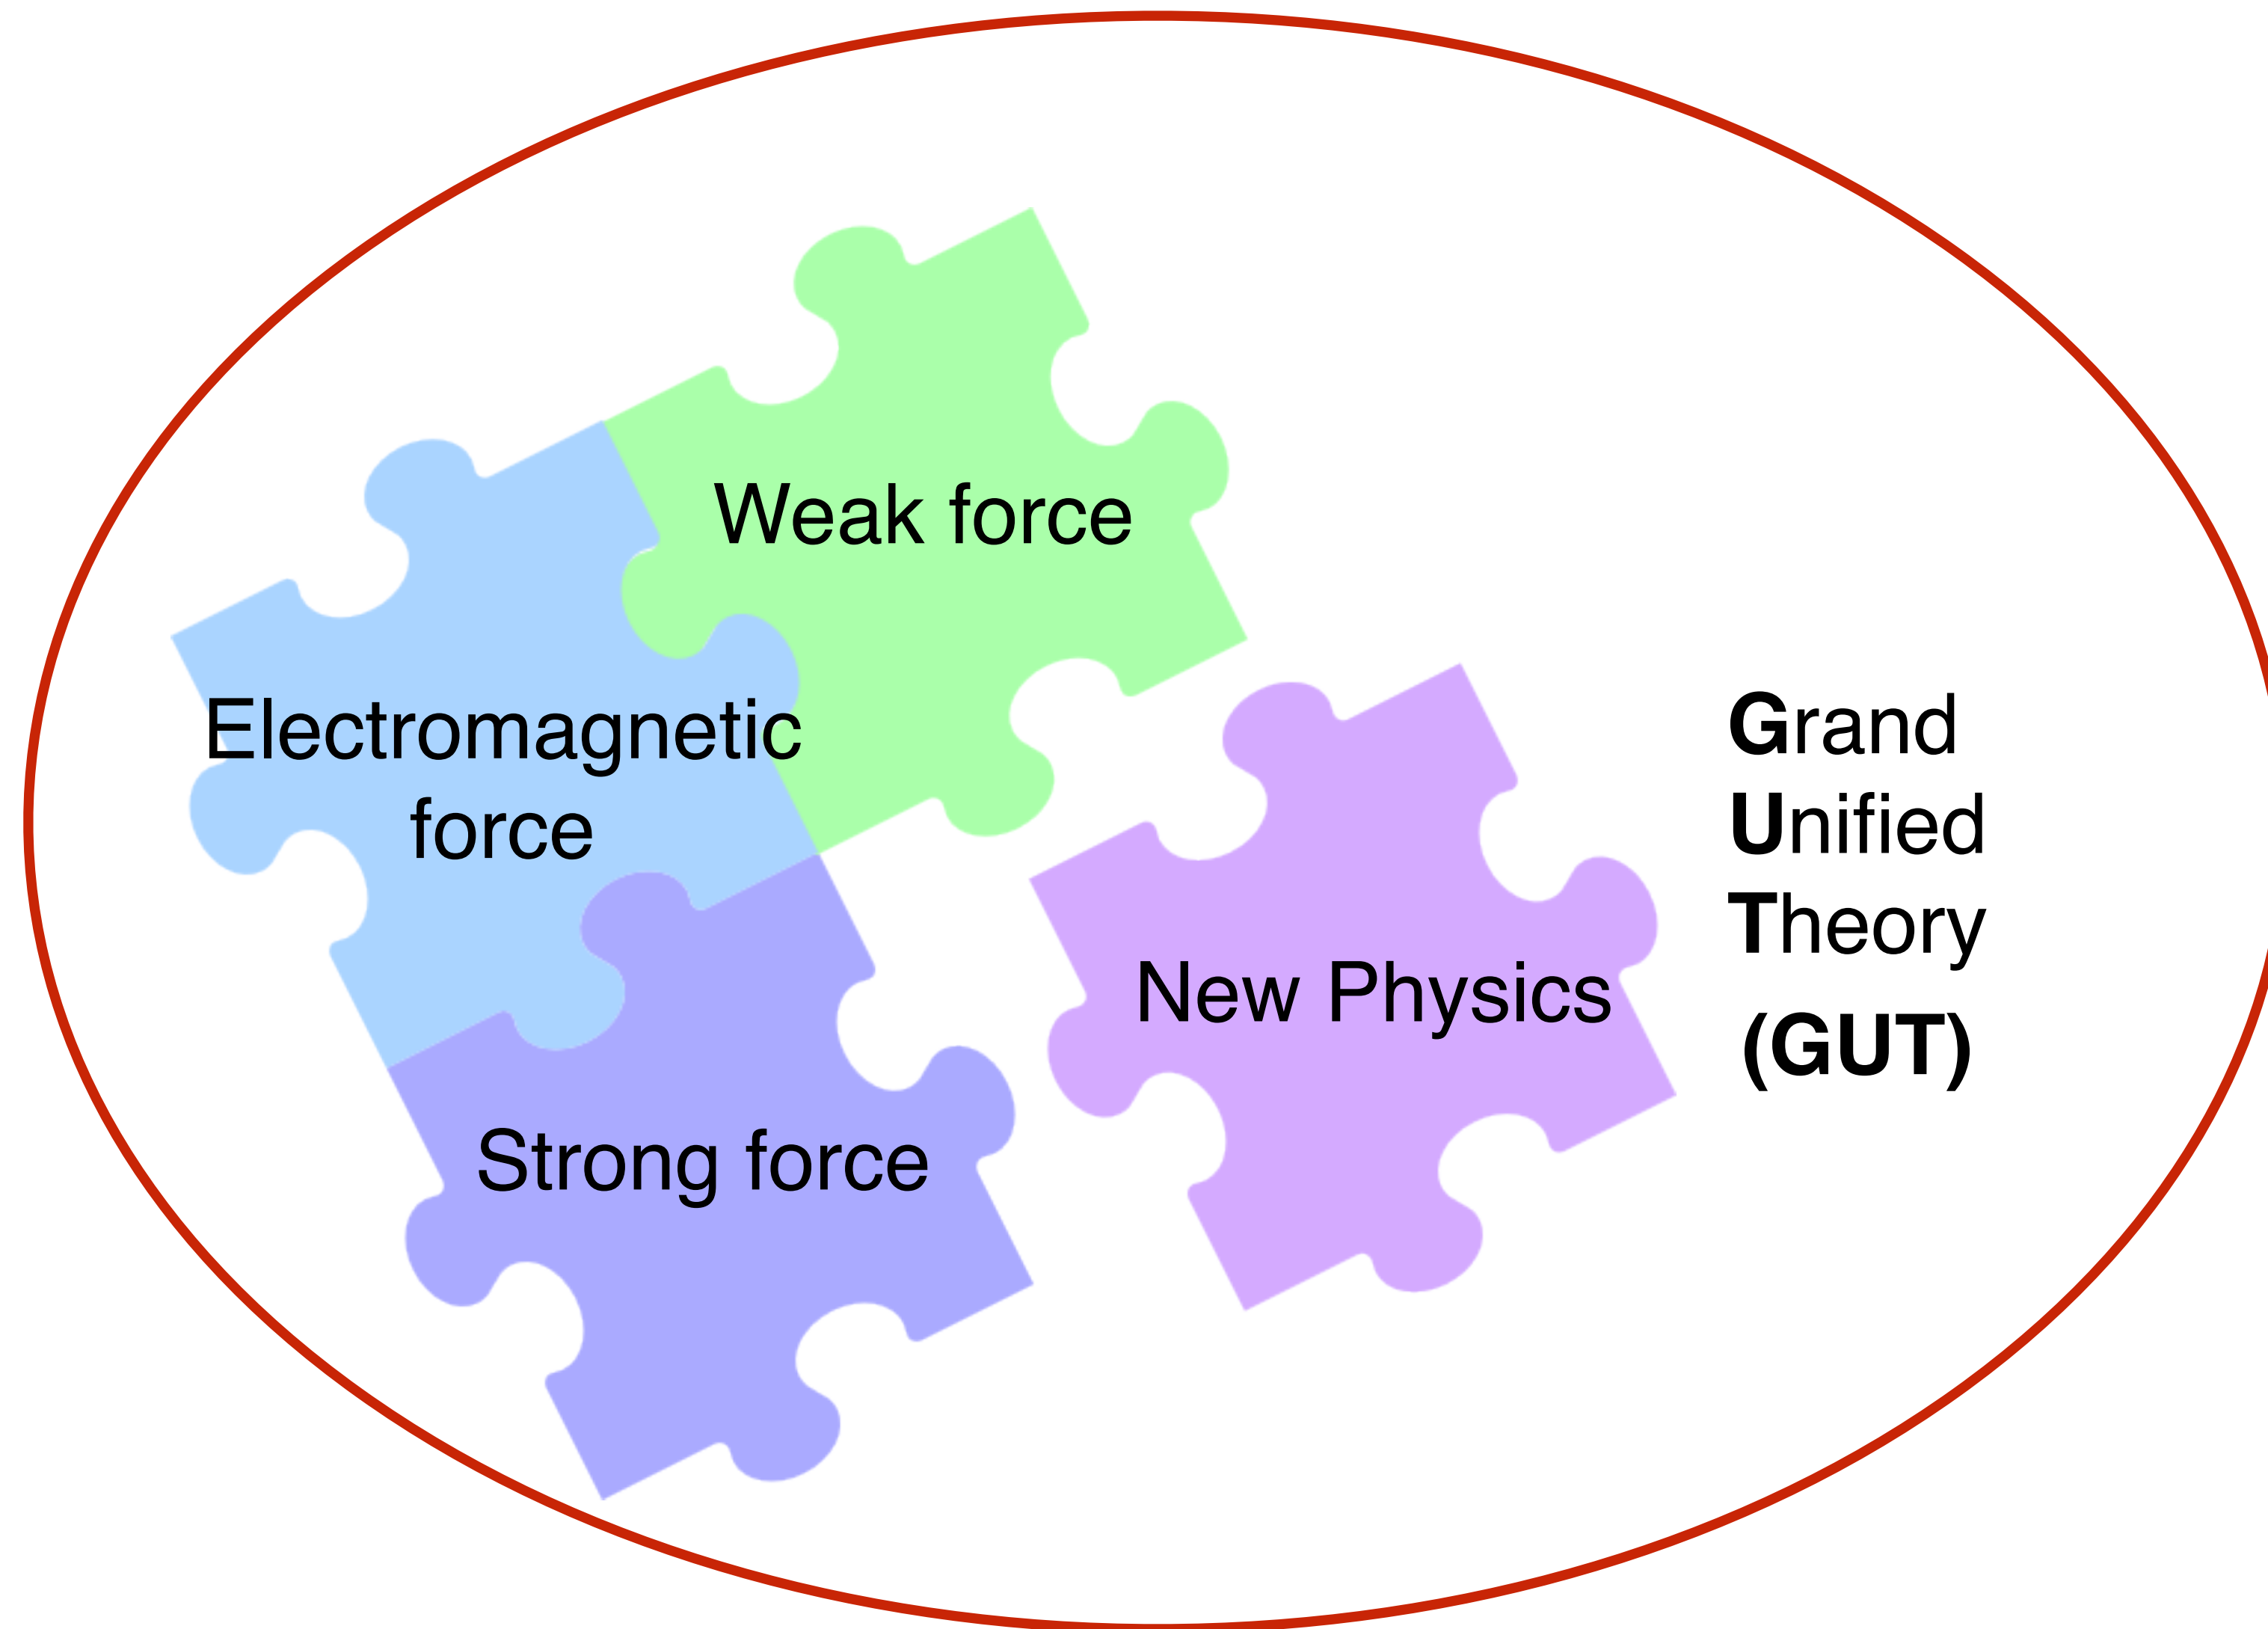 Weak force
Electromagnetic
force
Strong force
New Physics
Grand
Unified
Theory
(GUT)